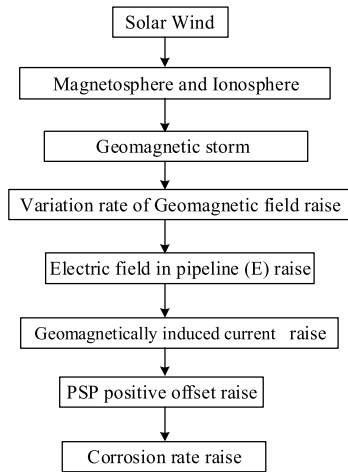 Solar Wind
Magnetosphere and Ionosphere
Geomagnetic storm
Variation rate of Geomagnetic field raise
Electric field in pipeline (E) raise
Geomagnetically induced current raise
PSP positive offset raise
Corrosion rate raise